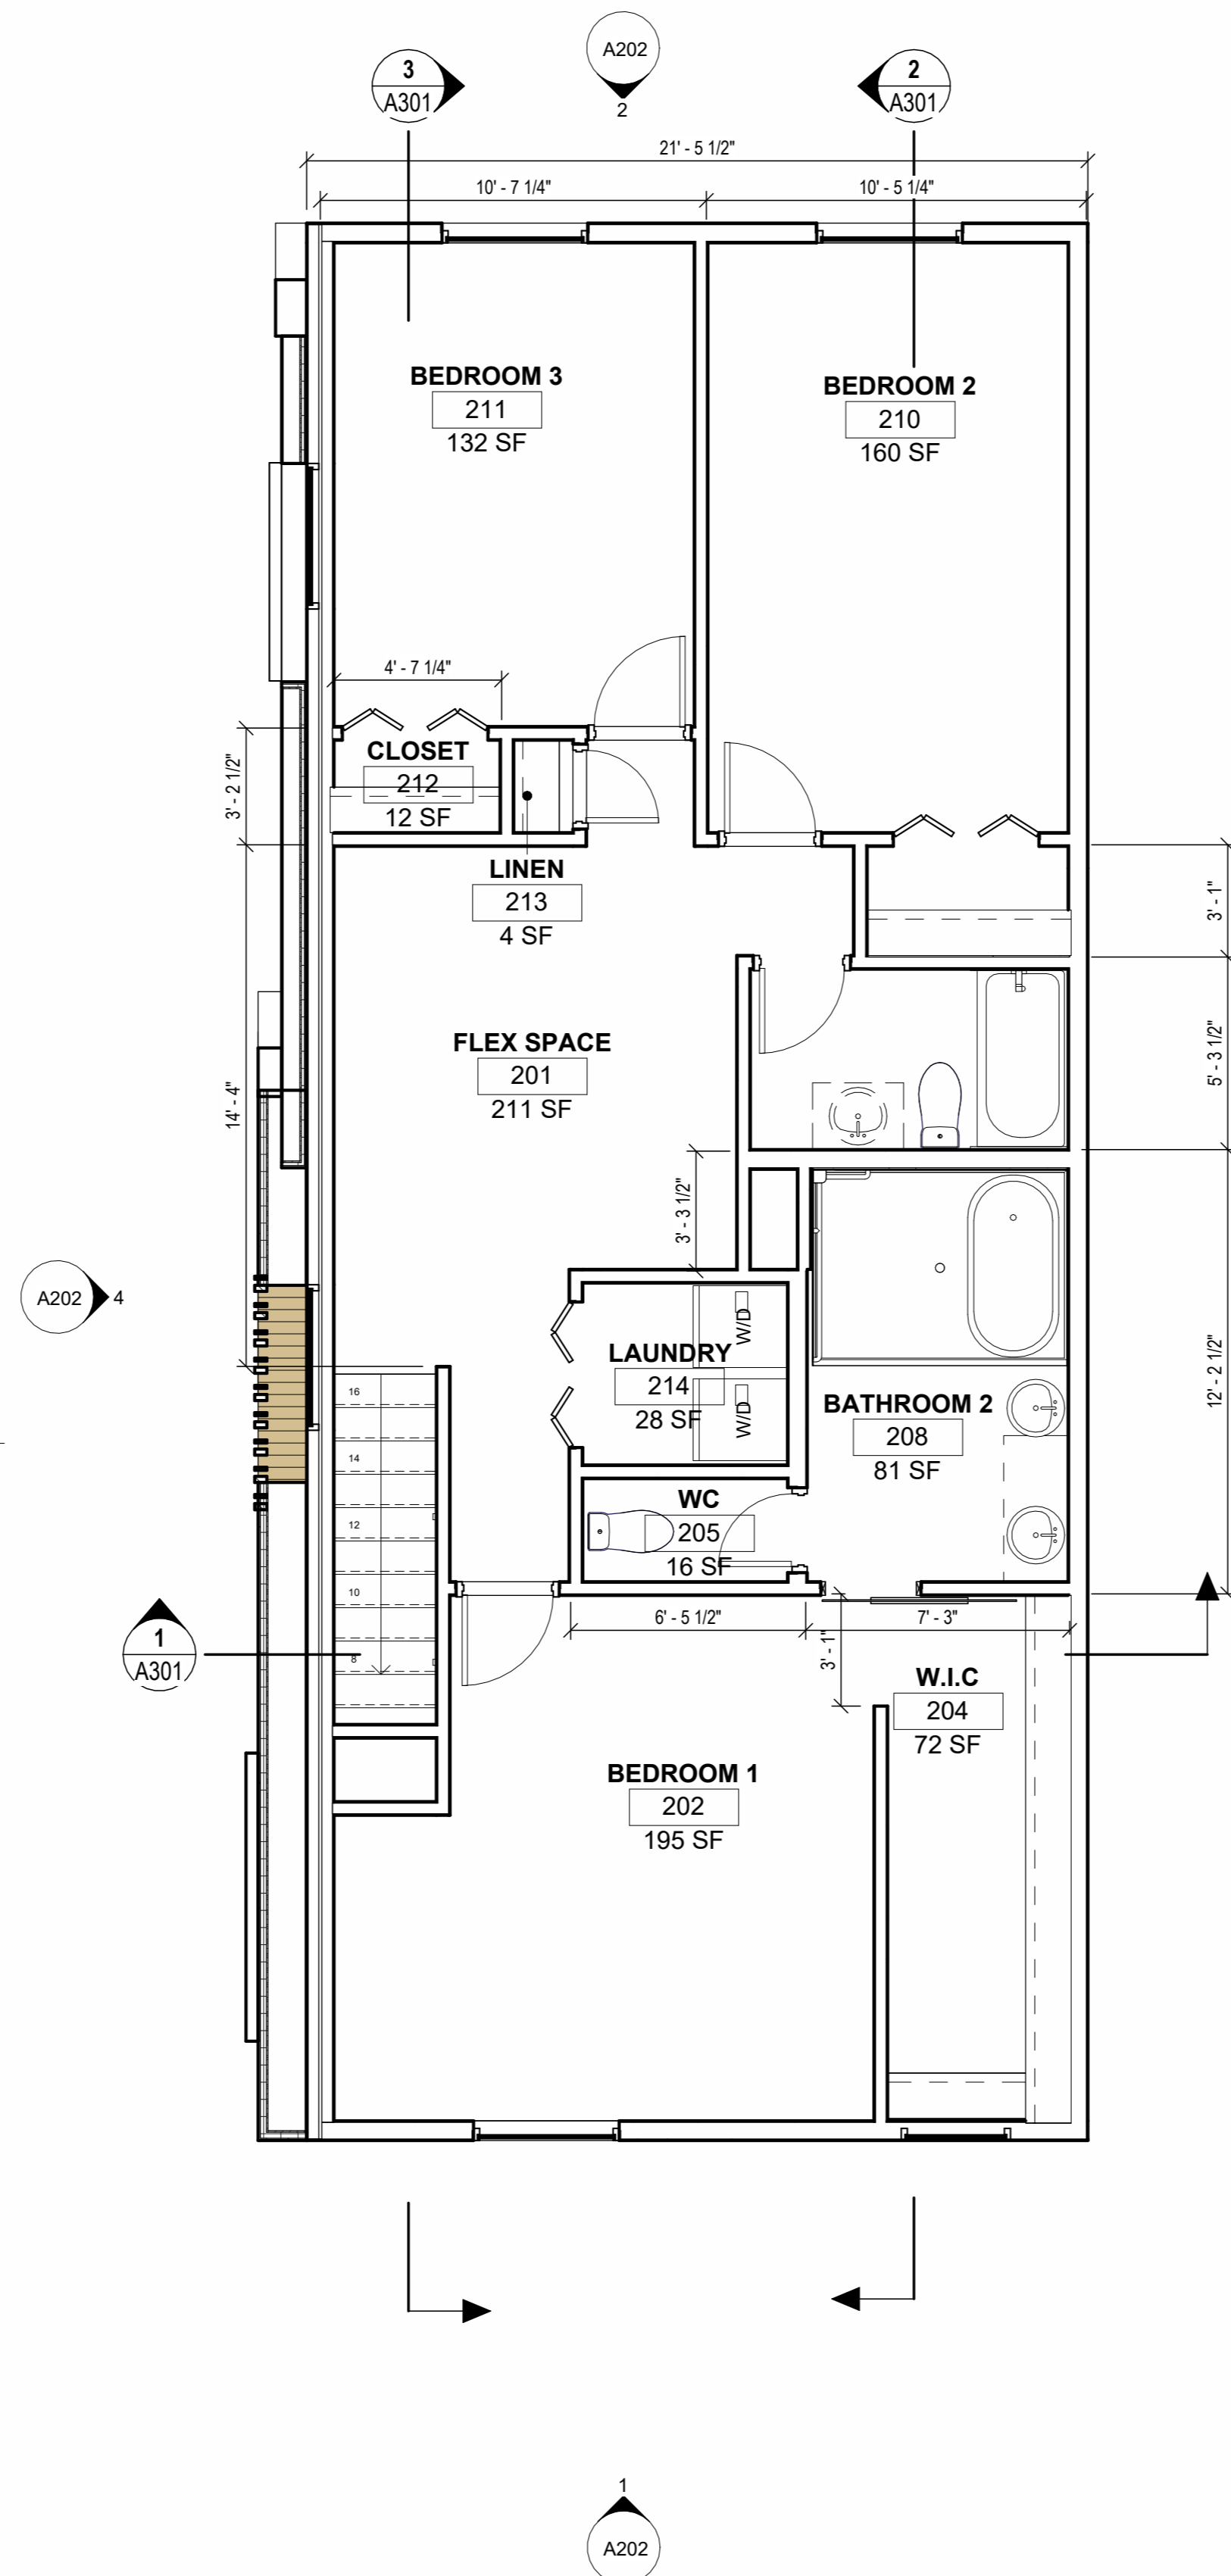 A202
2
3
A301
2
A301
21' - 5 1/2"
10' - 7 1/4"
10' - 5 1/4"
BEDROOM 3
211
132 SF
BEDROOM 2
210
160 SF
4' - 7 1/4"
3' - 2 1/2"
CLOSET
212
12 SF
LINEN
213
4 SF
3' - 1"
FLEX SPACE
201
211 SF
5' - 3 1/2"
14' - 4"
3' - 3 1/2"
A202
4
W/D
LAUNDRY
214
28 SF
W/D
BATHROOM 2
208
81 SF
12' - 2 1/2"
16
14
12
10
8
WC
205
16 SF
6' - 5 1/2"
7' - 3"
3' - 1"
1
A301
W.I.C
204
72 SF
BEDROOM 1
202
195 SF
1
A202